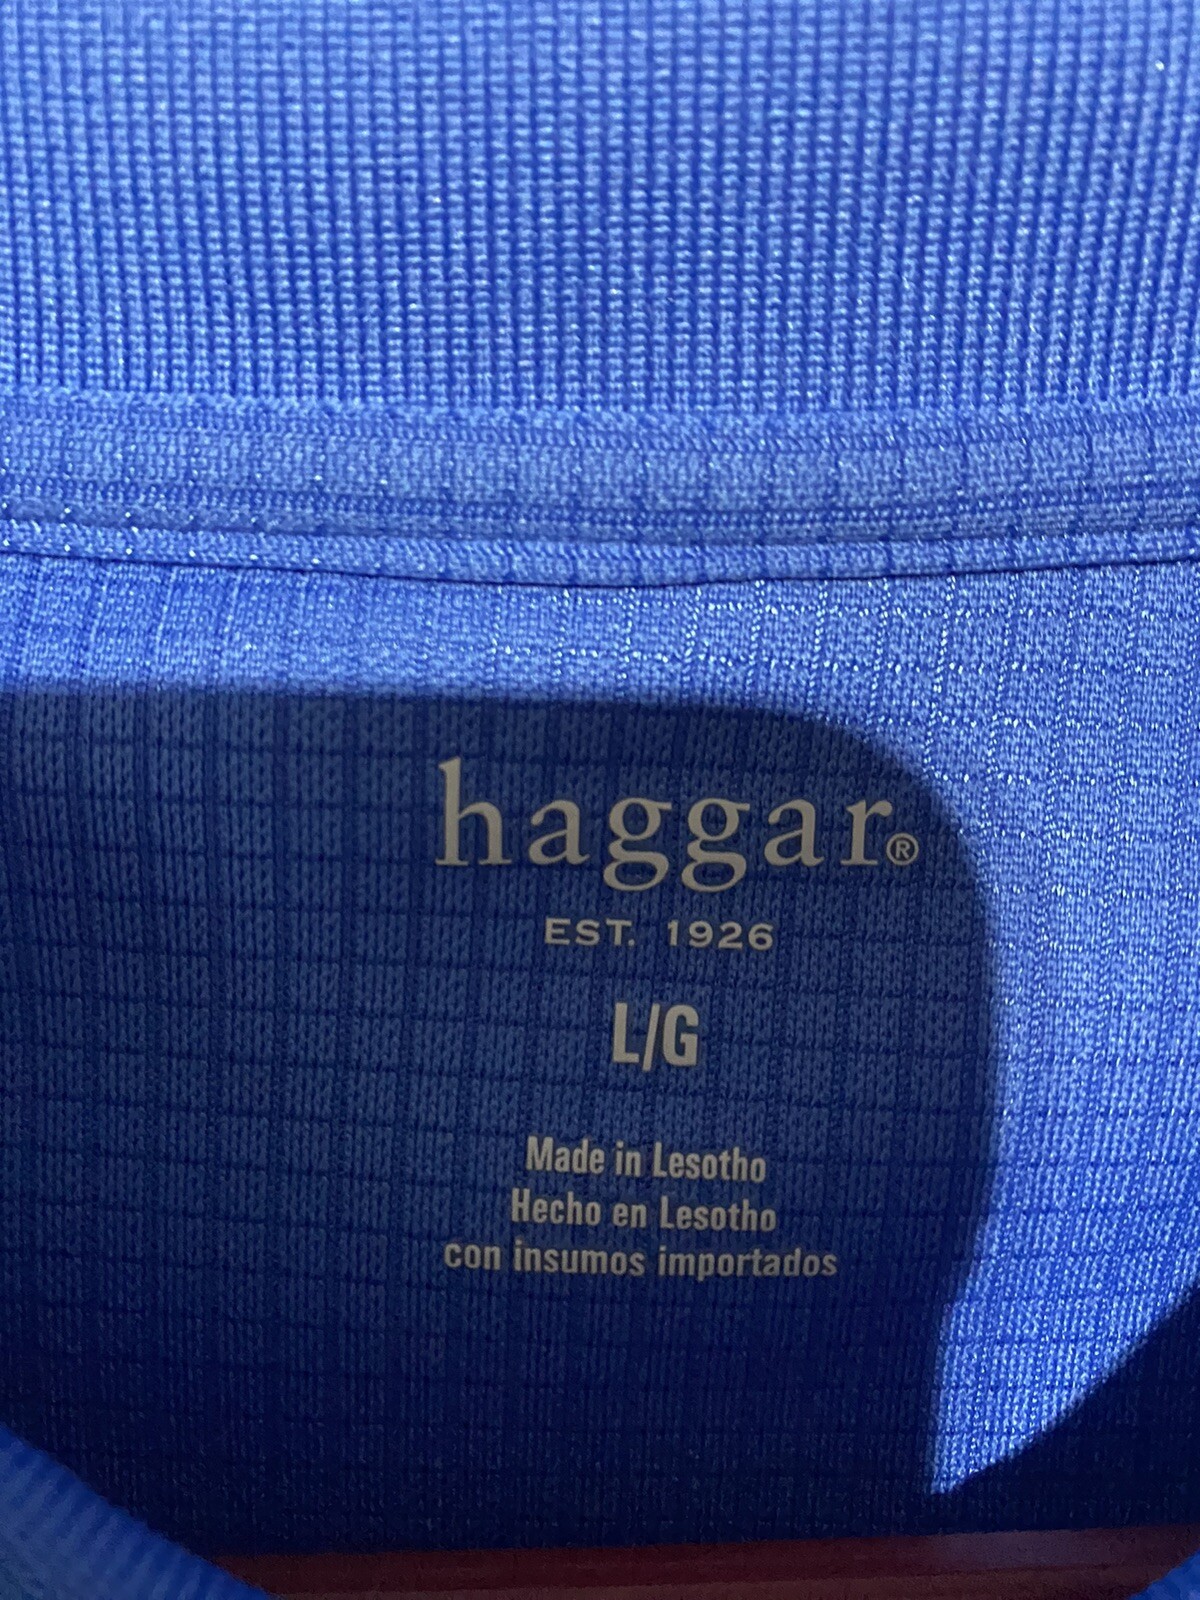 haggar®
EST. 1926
L/G
Made in Lesotho
Hecho en Lesotho
con insumos importados